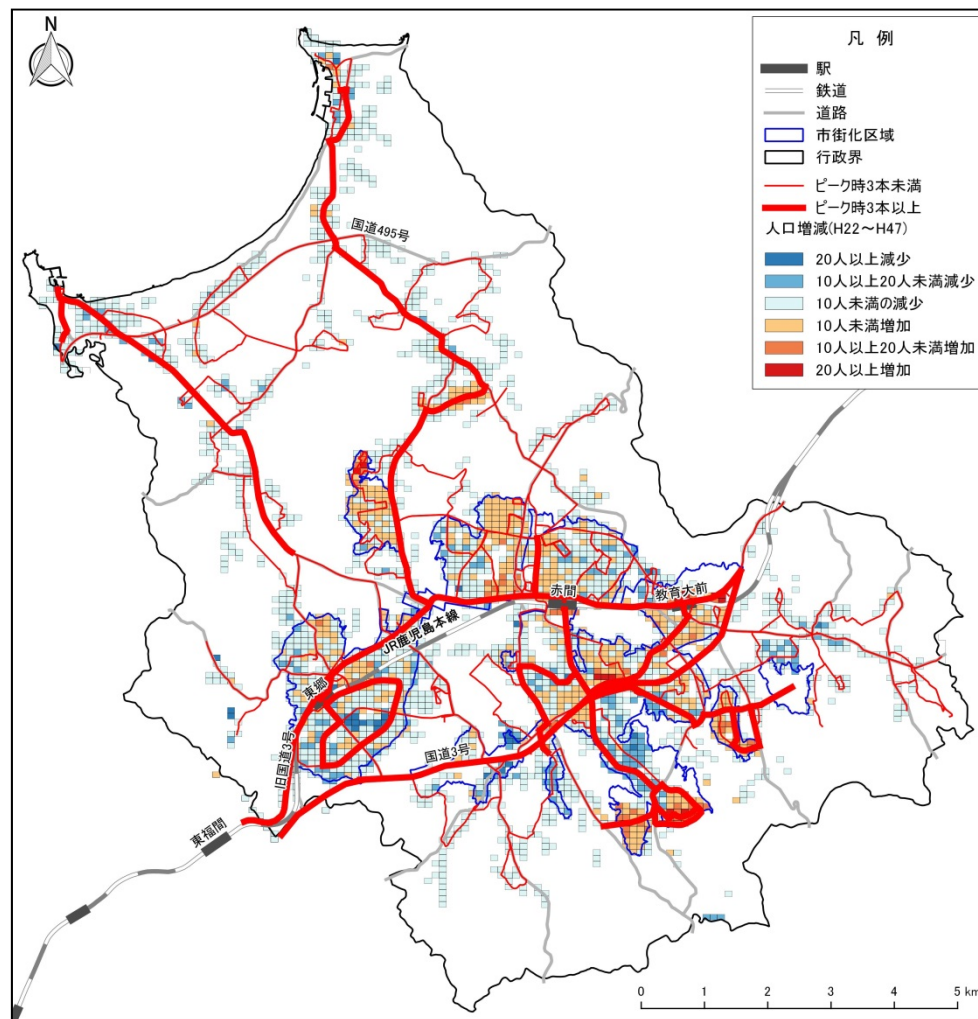 N
凡 例
駅
鉄道
道路
市街化区域
行政界
ピーク時3本未満
ピーク時3本以上
人口増減(H22～H47)
20人以上減少
10人以上20人未満減少
10人未満の減少
10人未満増加
10人以上20人未満増加
20人以上増加
国道495号
赤間
教育大前
JR鹿児島本線
東郷
国道3号
旧国道3号
東福間
0 1 2 3 4 5 km